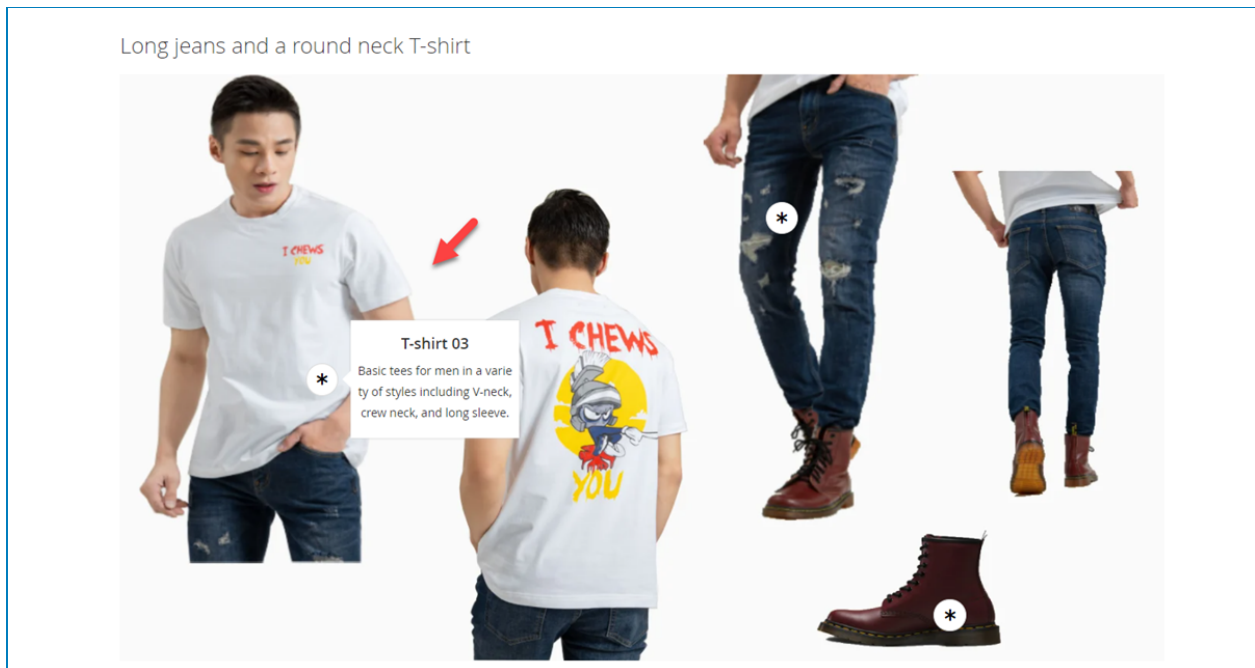 Long jeans and a round neck T-shirt
I CHEWS
YOU
T-shirt 03
Basic tees for men in a varie
ty of styles including V-neck,
crew neck, and long sleeve.
I CHEWS
YOU